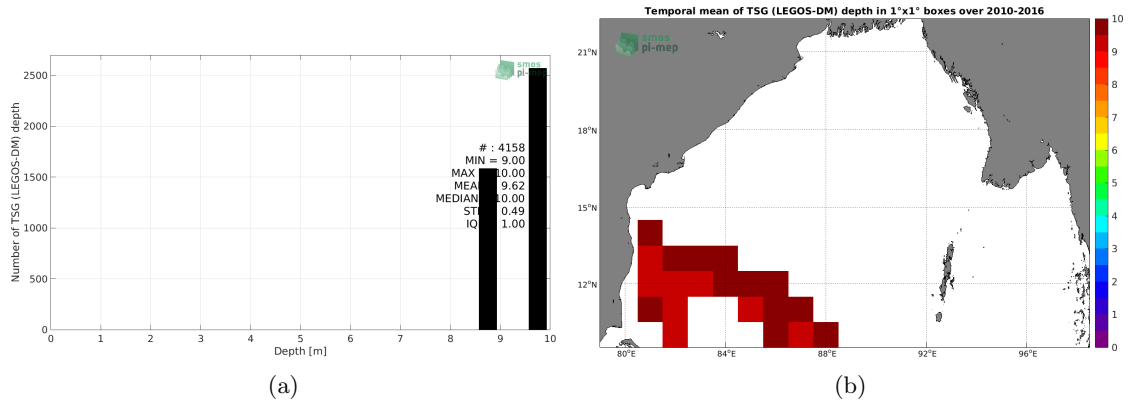 Temporal mean of TSG (LEGOS-DM) depth in 1°x1° boxes over 2010-2016
smos
pi-mep
Number of TSG (LEGOS-DM) depth
2500
2000
1500
1000
500
0
# : 4158
MIN = 9.00
MAX 10.00
MEA 9.62
MEDIAN 10.00
ST 0.49
IQ 1.00
0 1 2 3 4 5 6 7 8 9 10
Depth [m]
(a)
smos
pi-mep
21°N
18°N
15°N
12°N
80°E 84°E 88°E 92°E 96°E
10
9
8
7
6
5
4
3
2
1
0
(b)